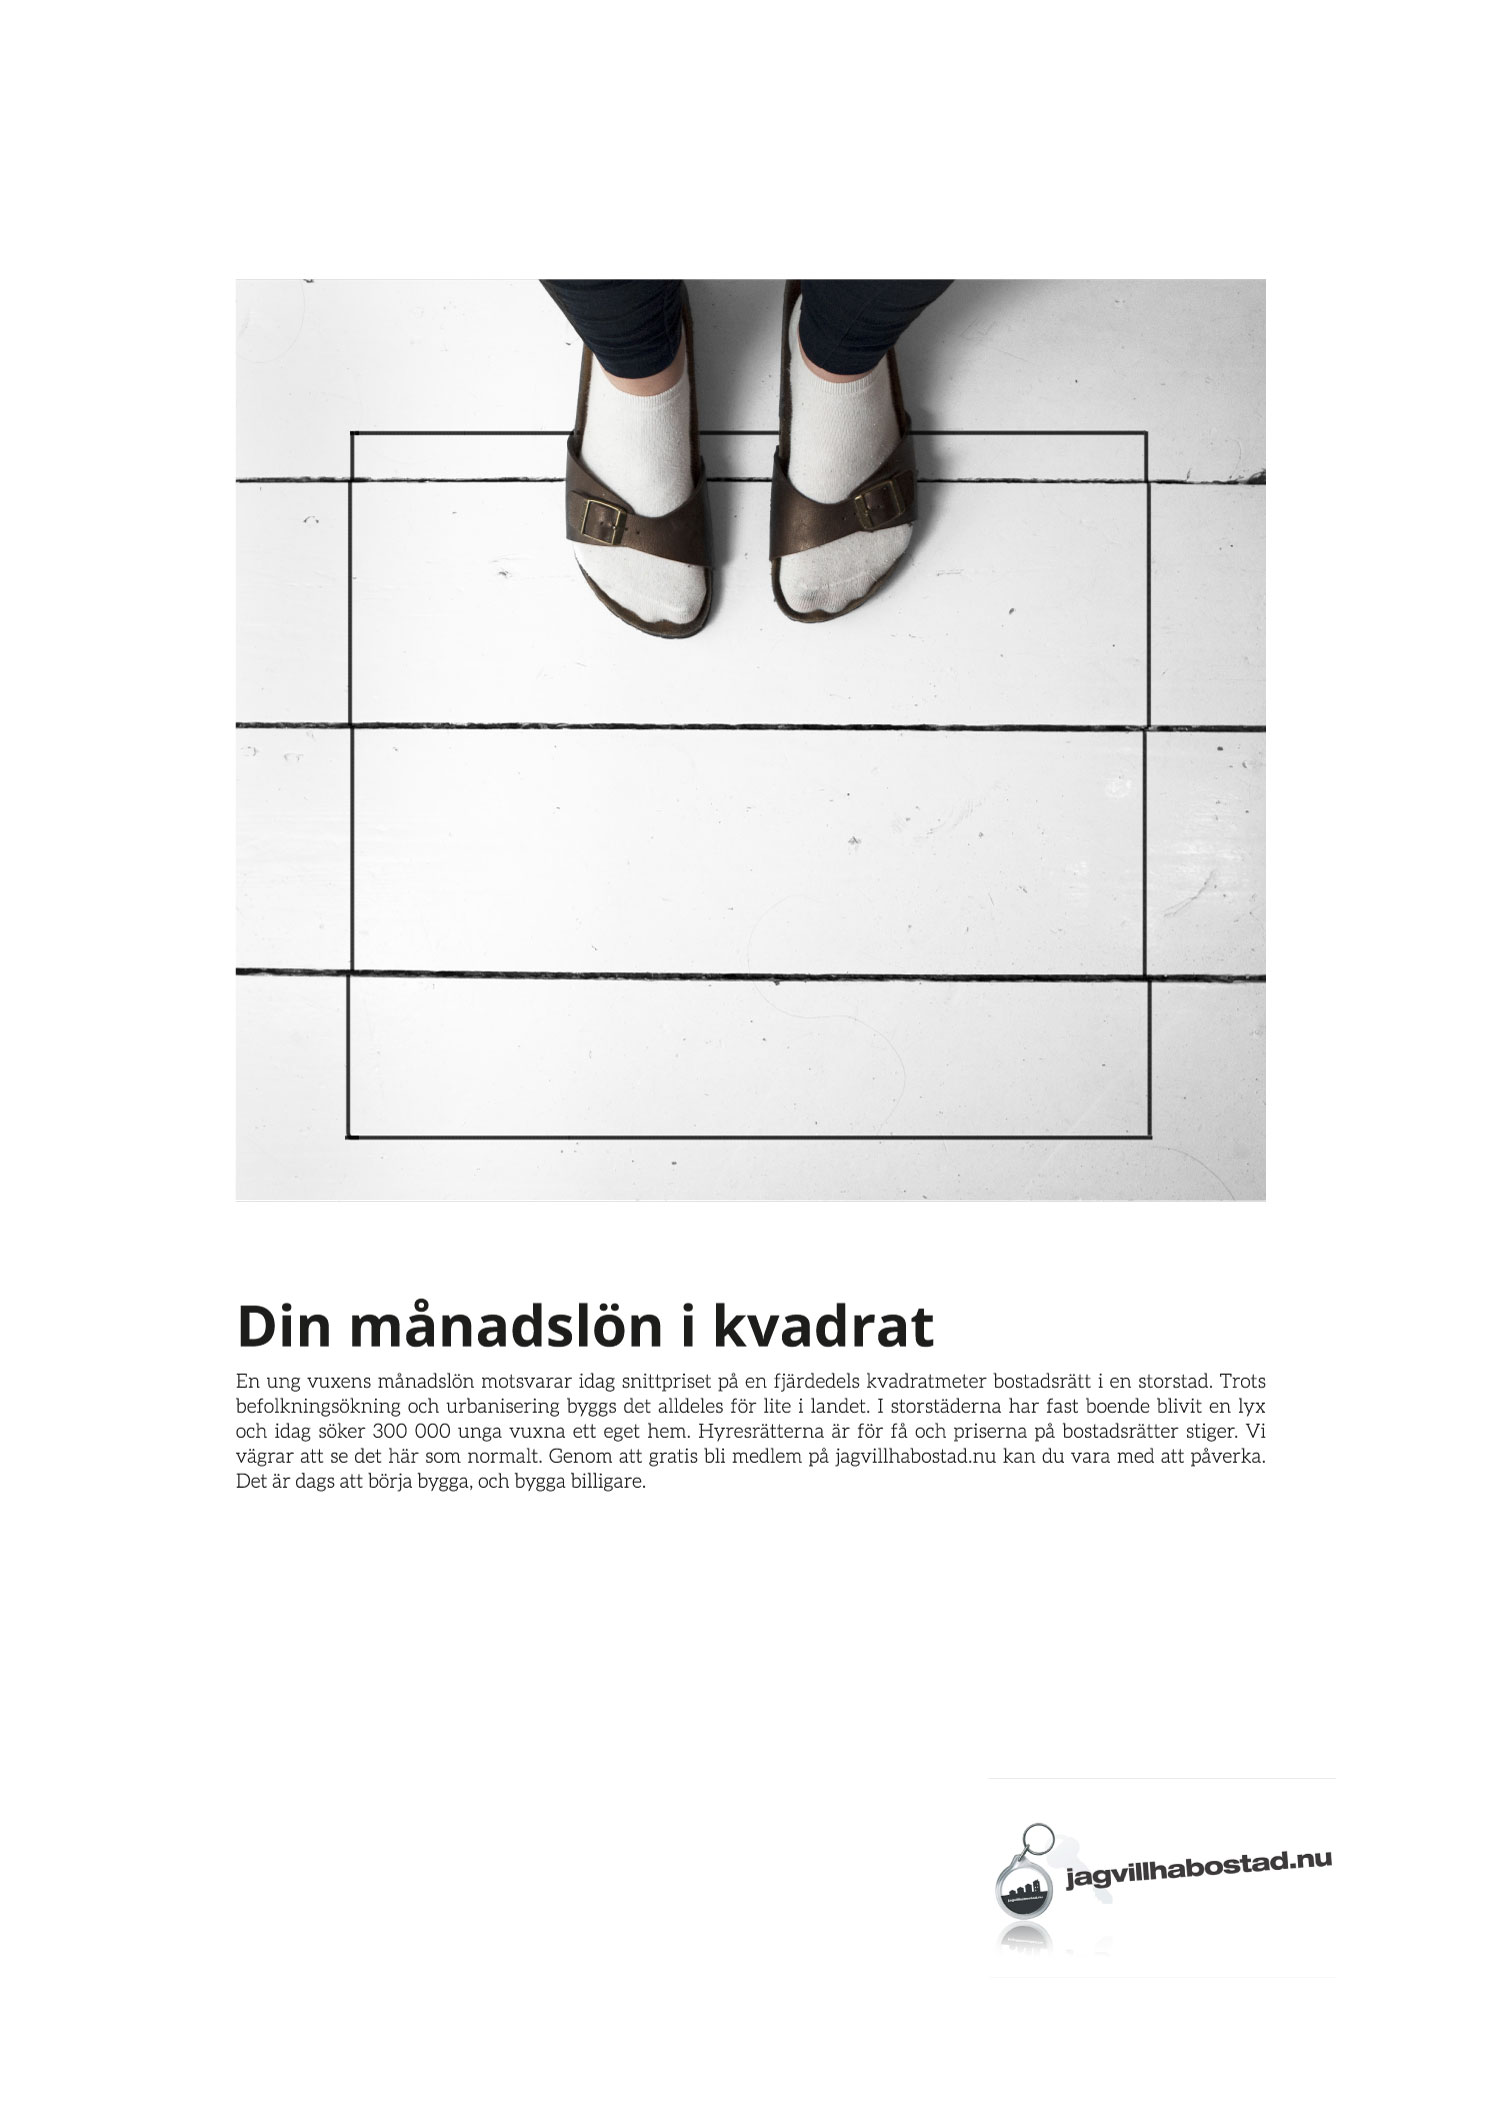 Din månadslön i kvadrat
En ung vuxens månadslön motsvarar idag snittpriset på en fjärdedels kvadratmeter bostadsrätt i en storstad. Trots
befolkningsökning och urbanisering byggs det alldeles för lite i landet. I storstäderna har fast boende blivit en lyx
och idag söker 300 000 unga vuxna ett eget hem. Hyresrätterna är för få och priserna på bostadsrätter stiger. Vi
vägrar att se det här som normalt. Genom att gratis bli medlem på jagvillhabostad.nu kan du vara med att påverka.
Det är dags att börja bygga, och bygga billigare.
jagvillhabostad.nu
jagvillhabostad.nu